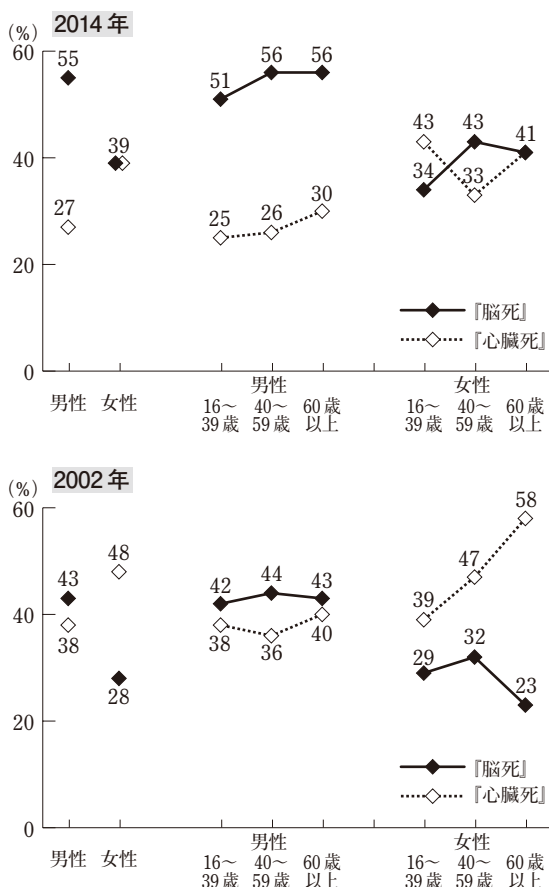 (%) 2014年
60
40
20
0
55
27
39
51
56
56
25
26
30
43
43
41
34
33
『脳死』
『心臓死』
男性 女性
男性
16～39歳
40～59歳
60歳以上
女性
16～39歳
40～59歳
60歳以上
(%) 2002年
60
40
20
0
43
38
48
28
42
44
43
38
36
40
39
47
58
29
32
23
『脳死』
『心臓死』
男性 女性
男性
16～39歳
40～59歳
60歳以上
女性
16～39歳
40～59歳
60歳以上